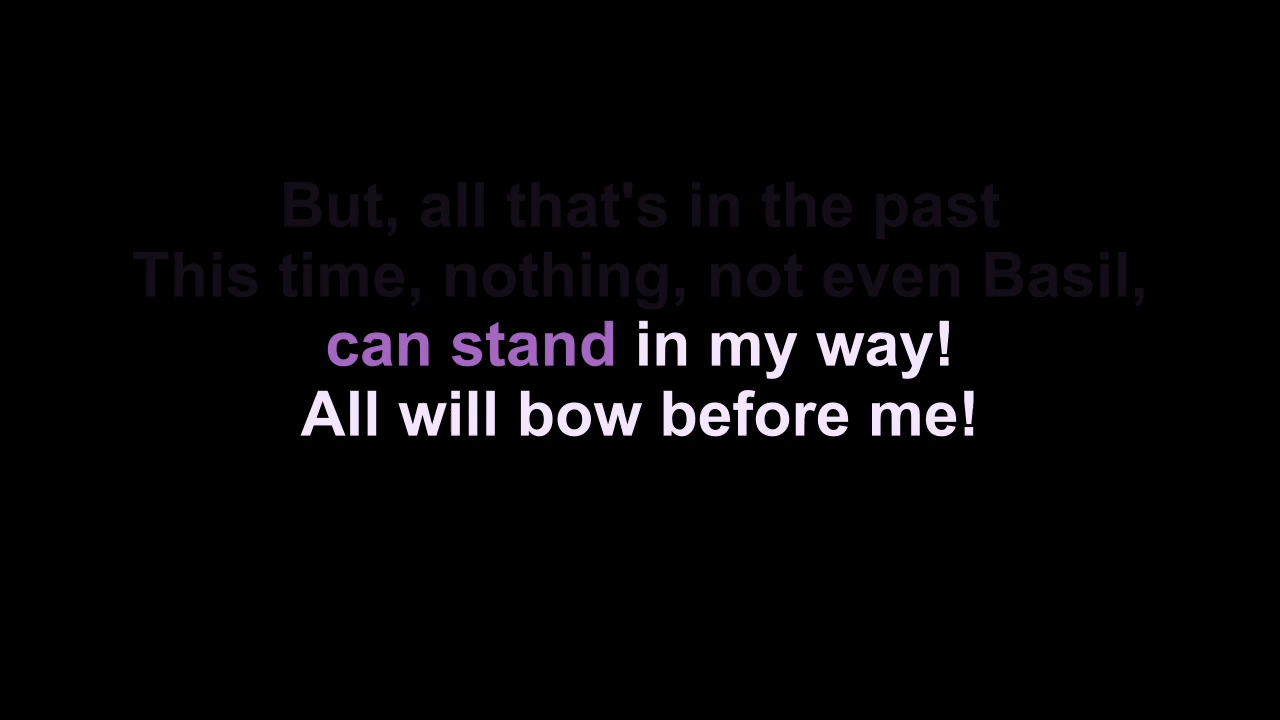 But, all that's in the past
This time, nothing, not even Basil,
can stand in my way!
All will bow before me!